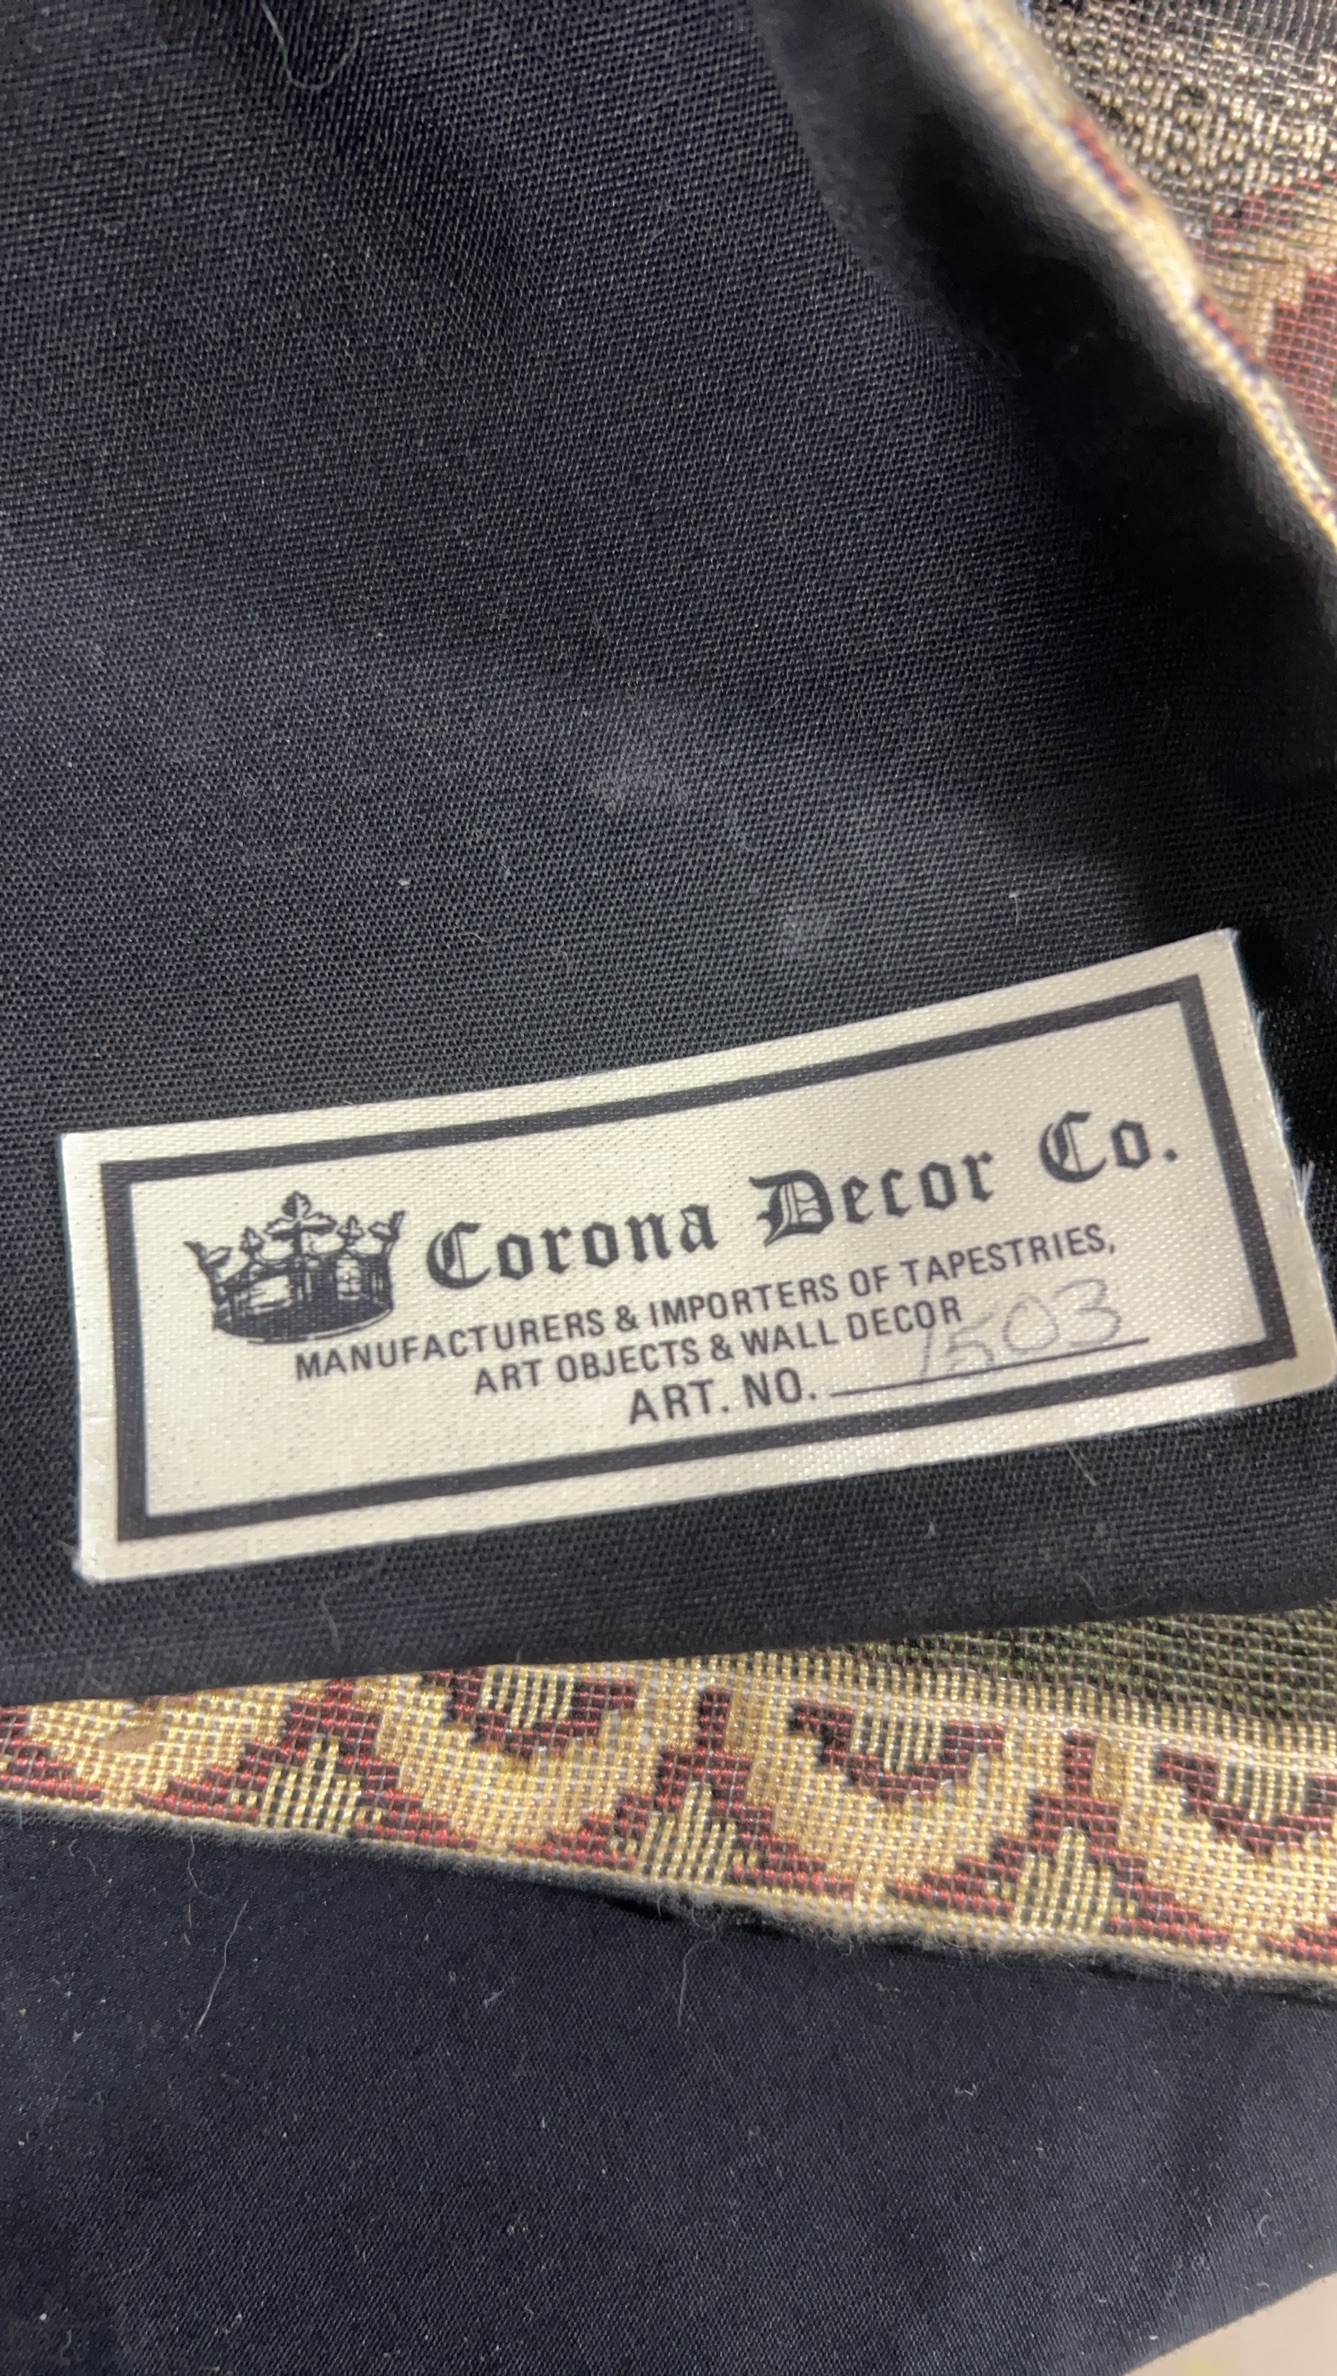 Corona Decor Co.
MANUFACTURERS & IMPORTERS OF TAPESTRIES,
ART OBJECTS & WALL DECOR
ART. NO. 1503